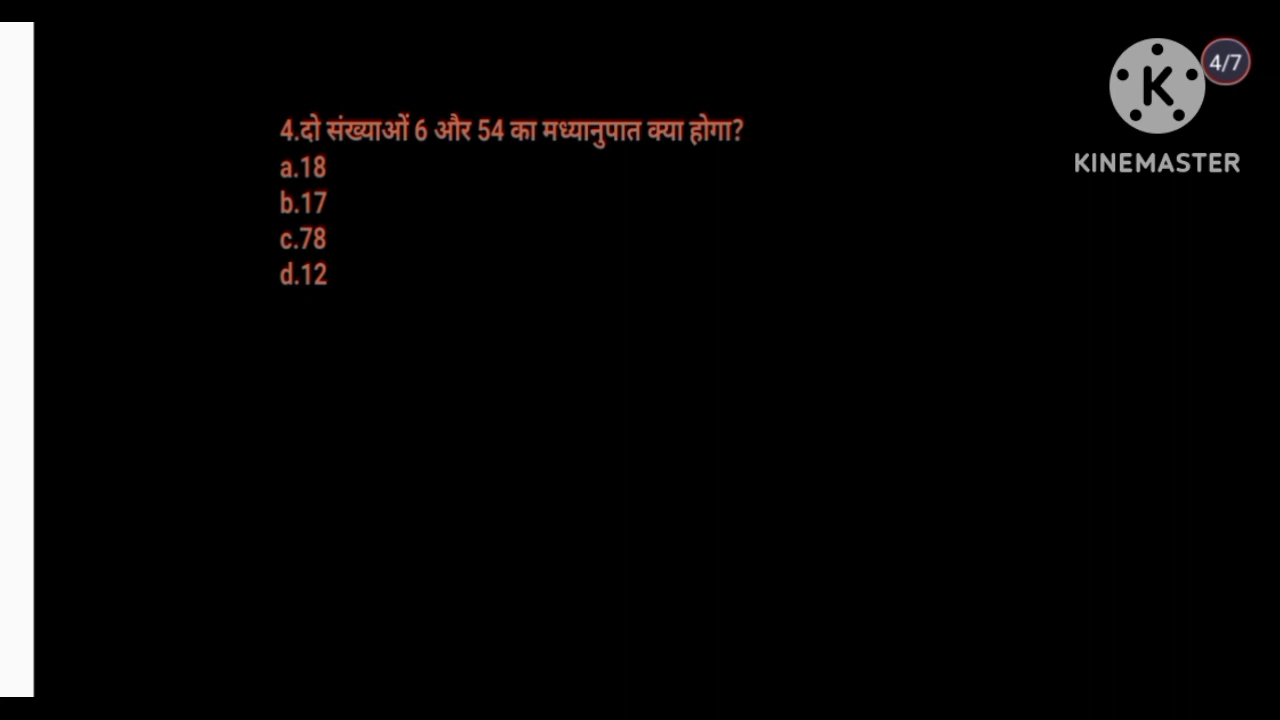 4/7
K
KINEMASTER
4.दो संख्याओं 6 और 54 का मध्यानुपात क्या होगा?
a.18
b.17
c.78
d.12